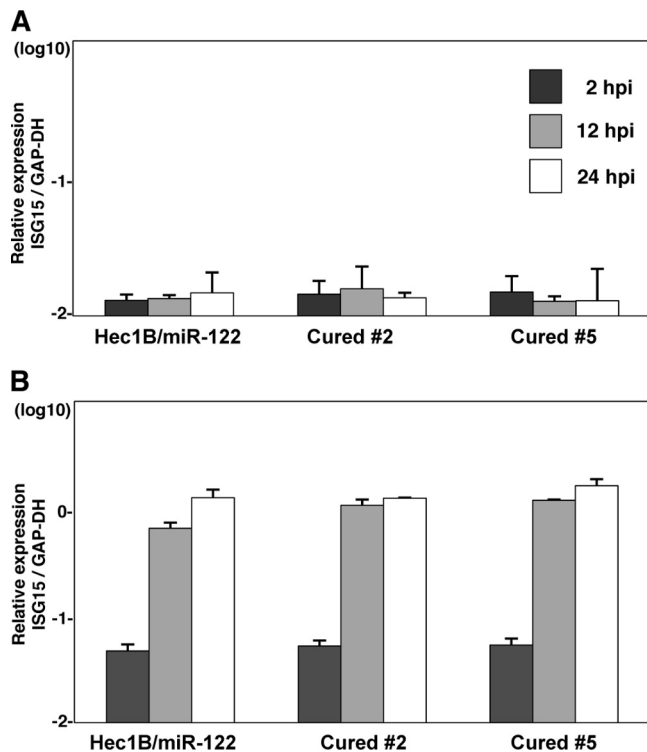 A
(log10)
Relative expression
ISG15 / GAP-DH
-1-
-2-
2 hpi
12 hpi
24 hpi
Hec1B/miR-122
Cured #2
Cured #5
B
(log10)
Relative expression
ISG15 / GAP-DH
0-
-1-
-2-
Hec1B/miR-122
Cured #2
Cured #5